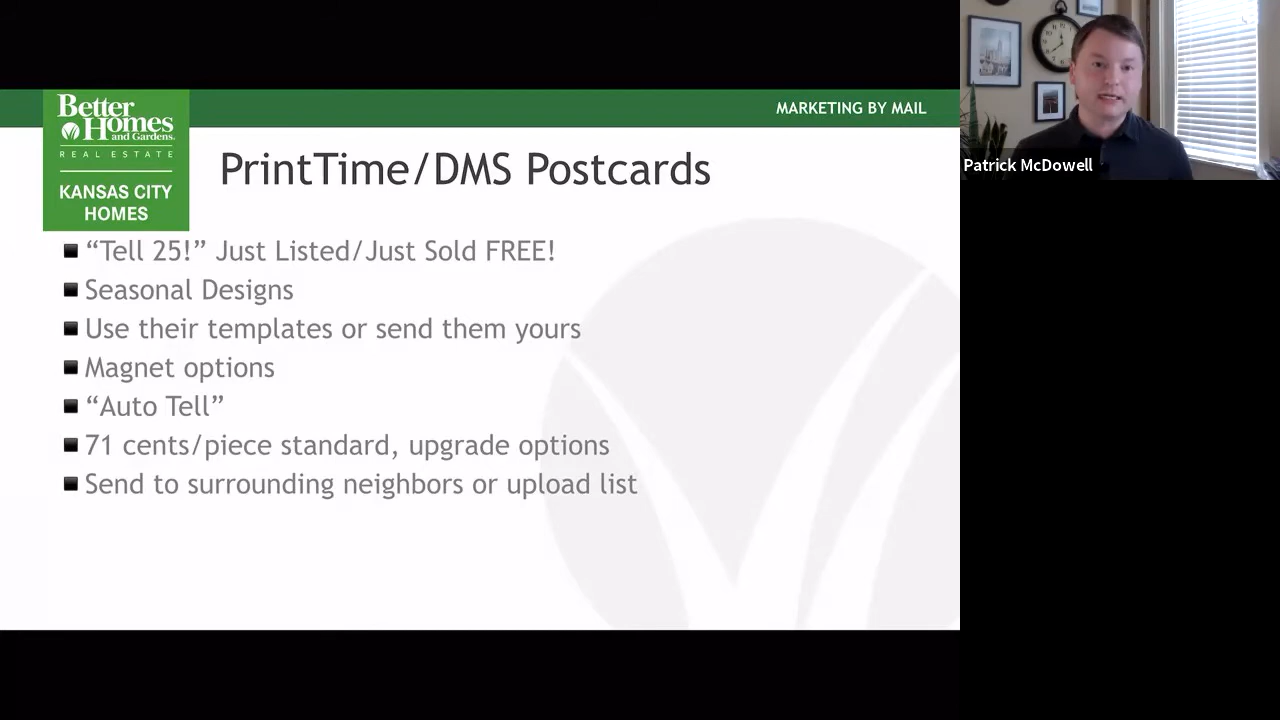 MARKETING BY MAIL
Better
Homes
and Gardens®
REAL ESTATE
KANSAS CITY
HOMES
PrintTime/DMS Postcards
“Tell 25!” Just Listed/Just Sold FREE!
Seasonal Designs
Use their templates or send them yours
Magnet options
“Auto Tell”
71 cents/piece standard, upgrade options
Send to surrounding neighbors or upload list
Patrick McDowell